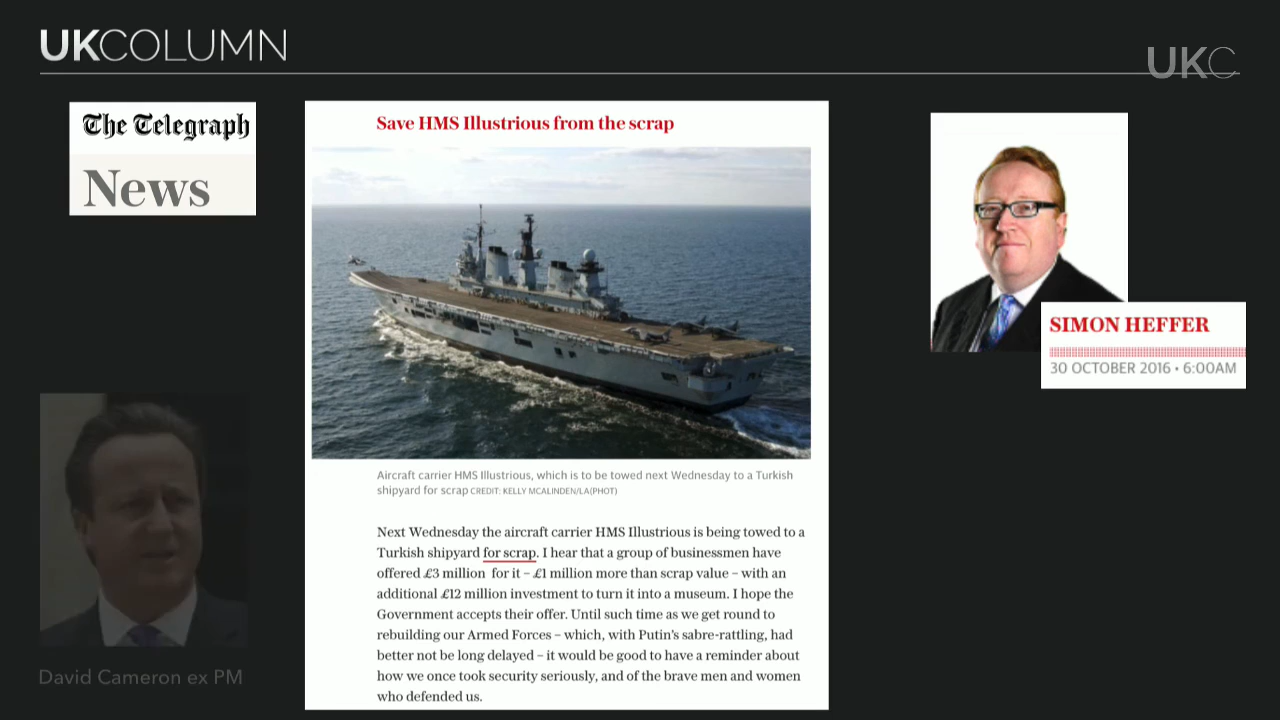 UKCOLUMN
UKC
The Telegraph
News
Save HMS Illustrious from the scrap
Aircraft carrier HMS Illustrious, which is to be towed next Wednesday to a Turkish
shipyard for scrap CREDIT: KELLY MCALINDEN/LA(PHOT)
Next Wednesday the aircraft carrier HMS Illustrious is being towed to a
Turkish shipyard for scrap. I hear that a group of businessmen have
offered £3 million for it – £1 million more than scrap value – with an
additional £12 million investment to turn it into a museum. I hope the
Government accepts their offer. Until such time as we get round to
rebuilding our Armed Forces – which, with Putin's sabre-rattling, had
better not be long delayed – it would be good to have a reminder about
how we once took security seriously, and of the brave men and women
who defended us.
SIMON HEFFER
30 OCTOBER 2016 • 6:00AM
David Cameron ex PM